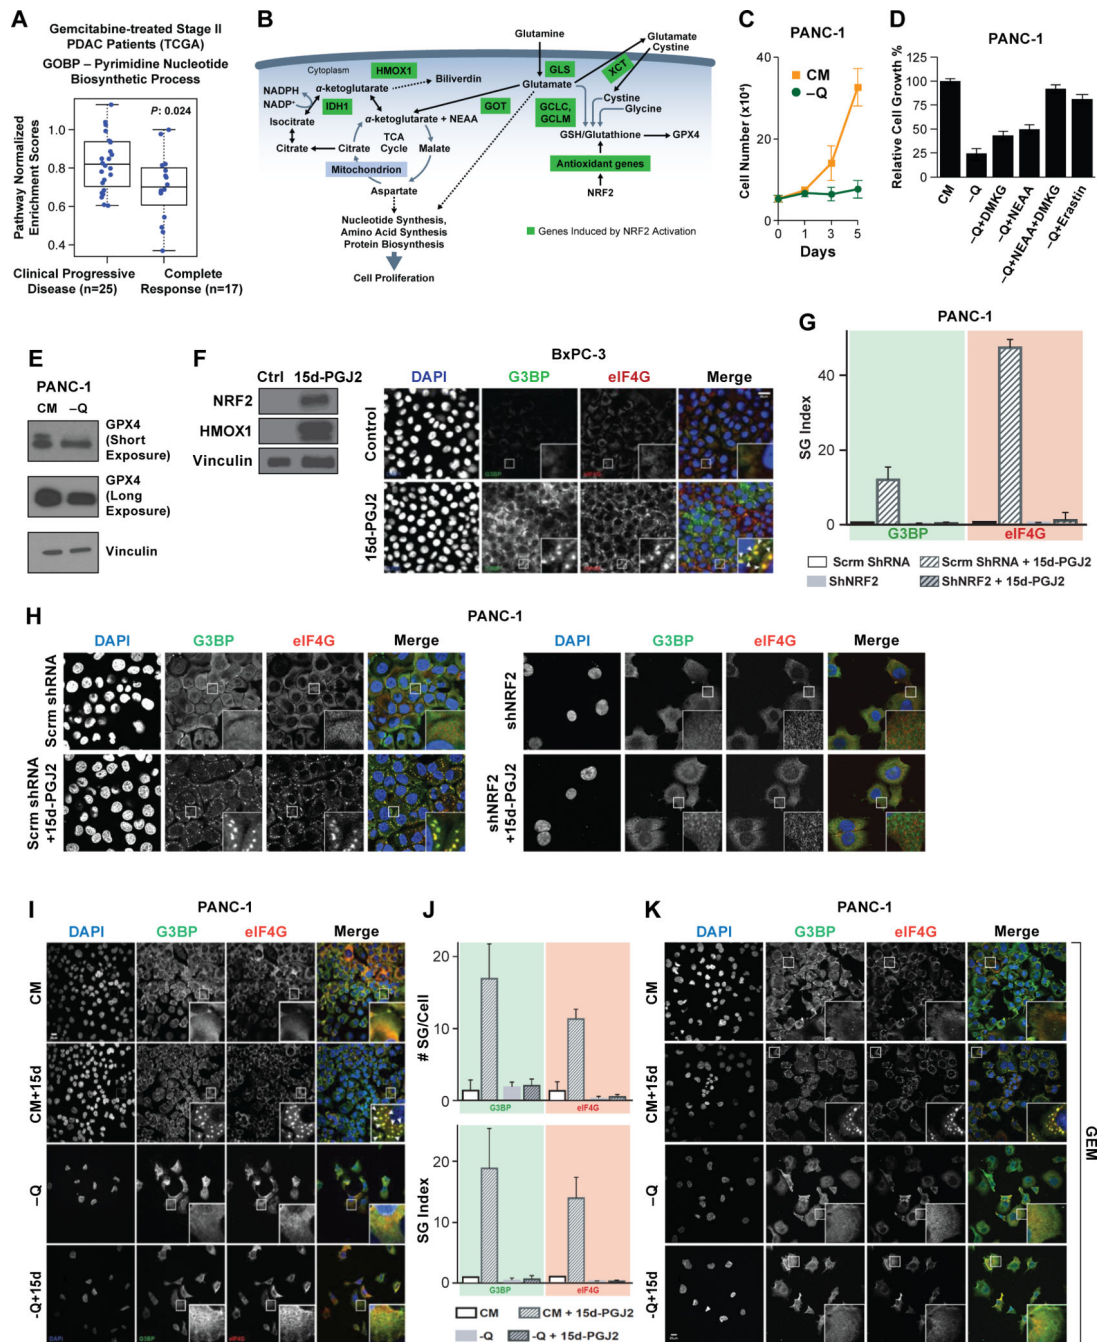 A
Gemcitabine-treated Stage II
PDAC Patients (TCGA)
GOBP – Pyrimidine Nucleotide
Biosynthetic Process
P: 0.024
Pathway Normalized
Enrichment Scores
1.0
0.8
0.6
0.4
Clinical Progressive
Disease (n=25)
Complete
Response (n=17)
B
Glutamine
Glutamate
Cystine
Cytoplasm
HMOX1
Biliverdin
GLS
XCT
NADPH
NADP+
α-ketoglutarate
Glutamate
IDH1
GOT
GCLC,
GCLM
Cystine
Glycine
Isocitrate
α-ketoglutarate + NEAA
GSH/Glutathione
GPX4
Citrate
Citrate
TCA
Cycle
Malate
Mitochondrion
Antioxidant genes
Aspartate
NRF2
Nucleotide Synthesis,
Amino Acid Synthesis
Protein Biosynthesis
Genes Induced by NRF2 Activation
Cell Proliferation
C
PANC-1
CM
–Q
Cell Number (x10⁴)
40
20
0
0
1
3
5
Days
D
PANC-1
Relative Cell Growth %
125
100
75
50
25
0
CM
–Q
–Q+DMKG
–Q+NEAA
–Q+NEAA+DMKG
–Q+Erastin
E
PANC-1
CM –Q
GPX4
(Short
Exposure)
GPX4
(Long
Exposure)
Vinculin
F
Ctrl 15d-PGJ2
NRF2
HMOX1
Vinculin
BxPC-3
DAPI G3BP eIF4G Merge
Control
G3BP
eIF4G
15d-PGJ2
G
PANC-1
SG Index
40
20
0
G3BP
eIF4G
Scrm ShRNA
Scrm ShRNA + 15d-PGJ2
ShNRF2
ShNRF2 + 15d-PGJ2
H
PANC-1
DAPI G3BP eIF4G Merge
Scrm shRNA
Scrm shRNA
+15d-PGJ2
DAPI G3BP eIF4G Merge
shNRF2
shNRF2
+15d-PGJ2
I
PANC-1
DAPI G3BP eIF4G Merge
CM
CM+15d
–Q
-Q+15d
DAPI
G3BP
eIF4G
J
# SG/Cell
20
10
0
G3BP
eIF4G
SG Index
20
10
0
G3BP
eIF4G
CM
CM + 15d-PGJ2
-Q
-Q + 15d-PGJ2
K
PANC-1
DAPI G3BP eIF4G Merge
CM
CM+15d
–Q
-Q+15d
GEM